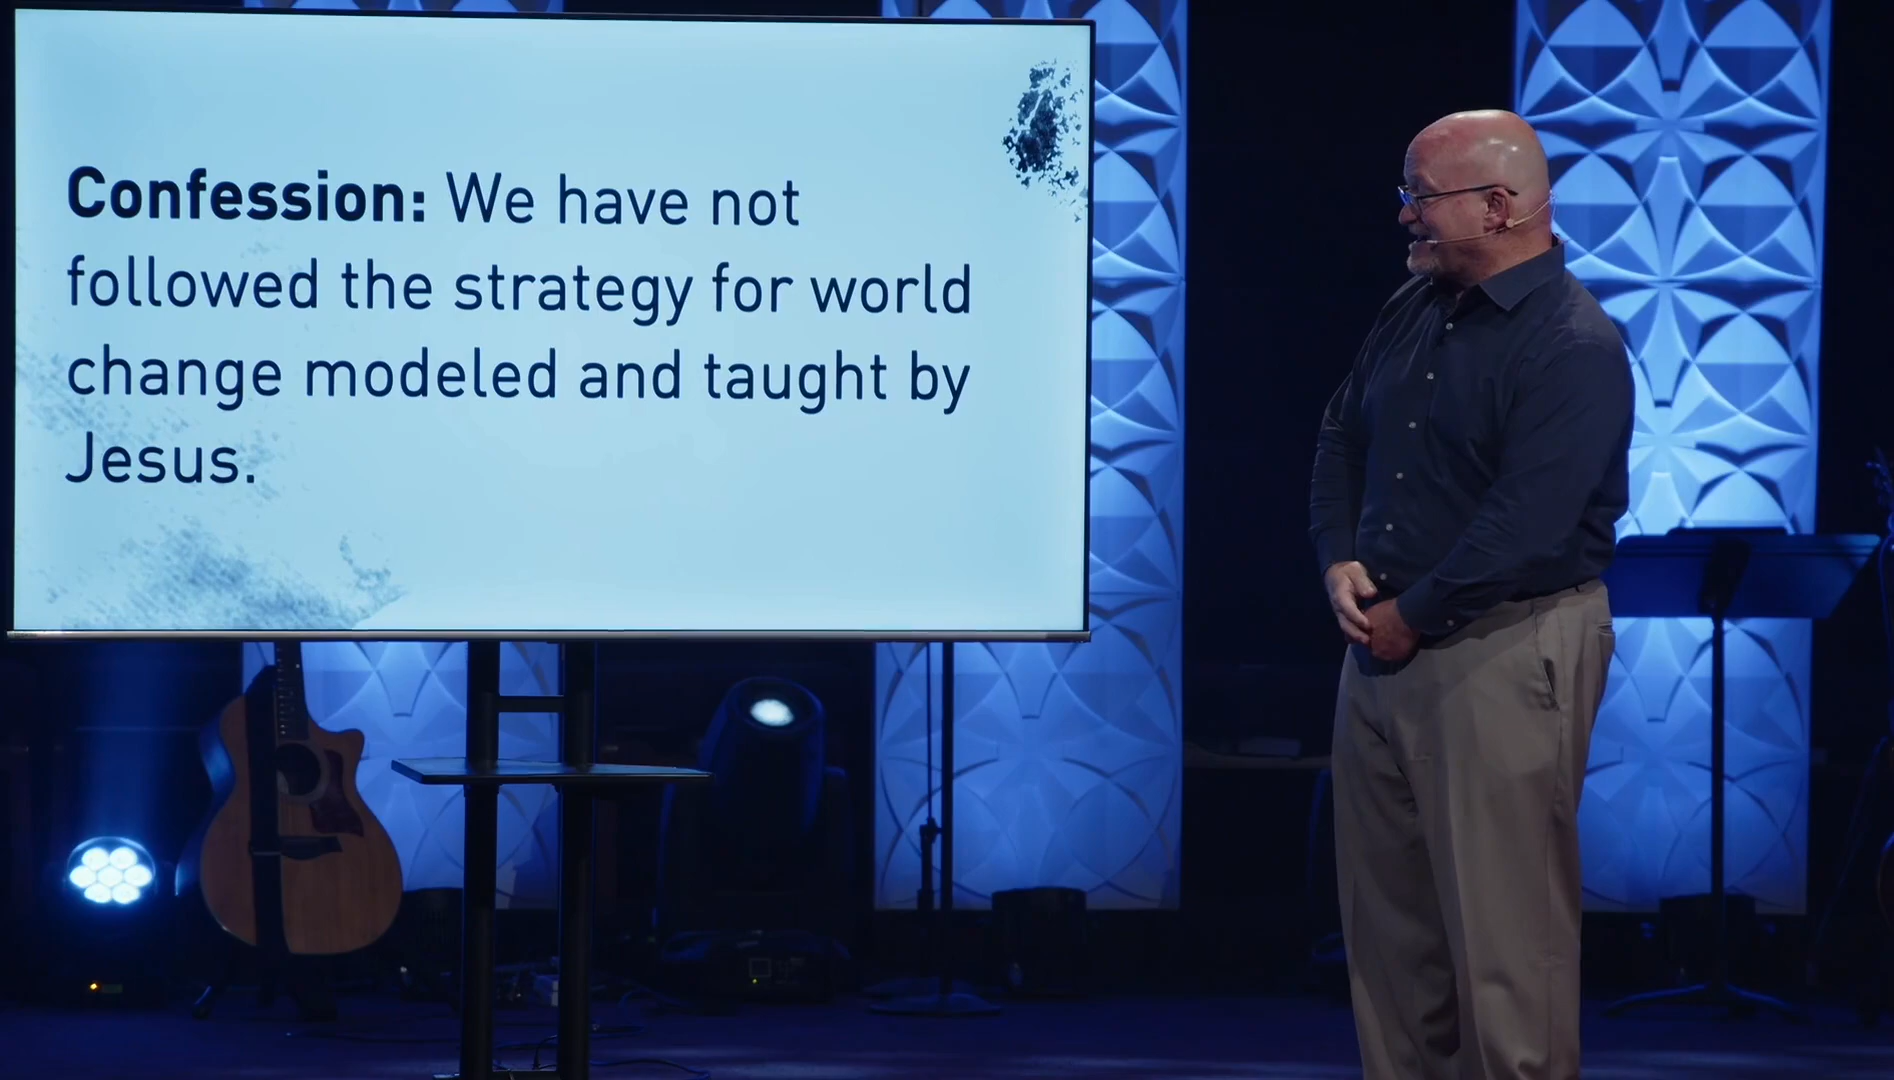 Confession: We have not
followed the strategy for world
change modeled and taught by
Jesus.